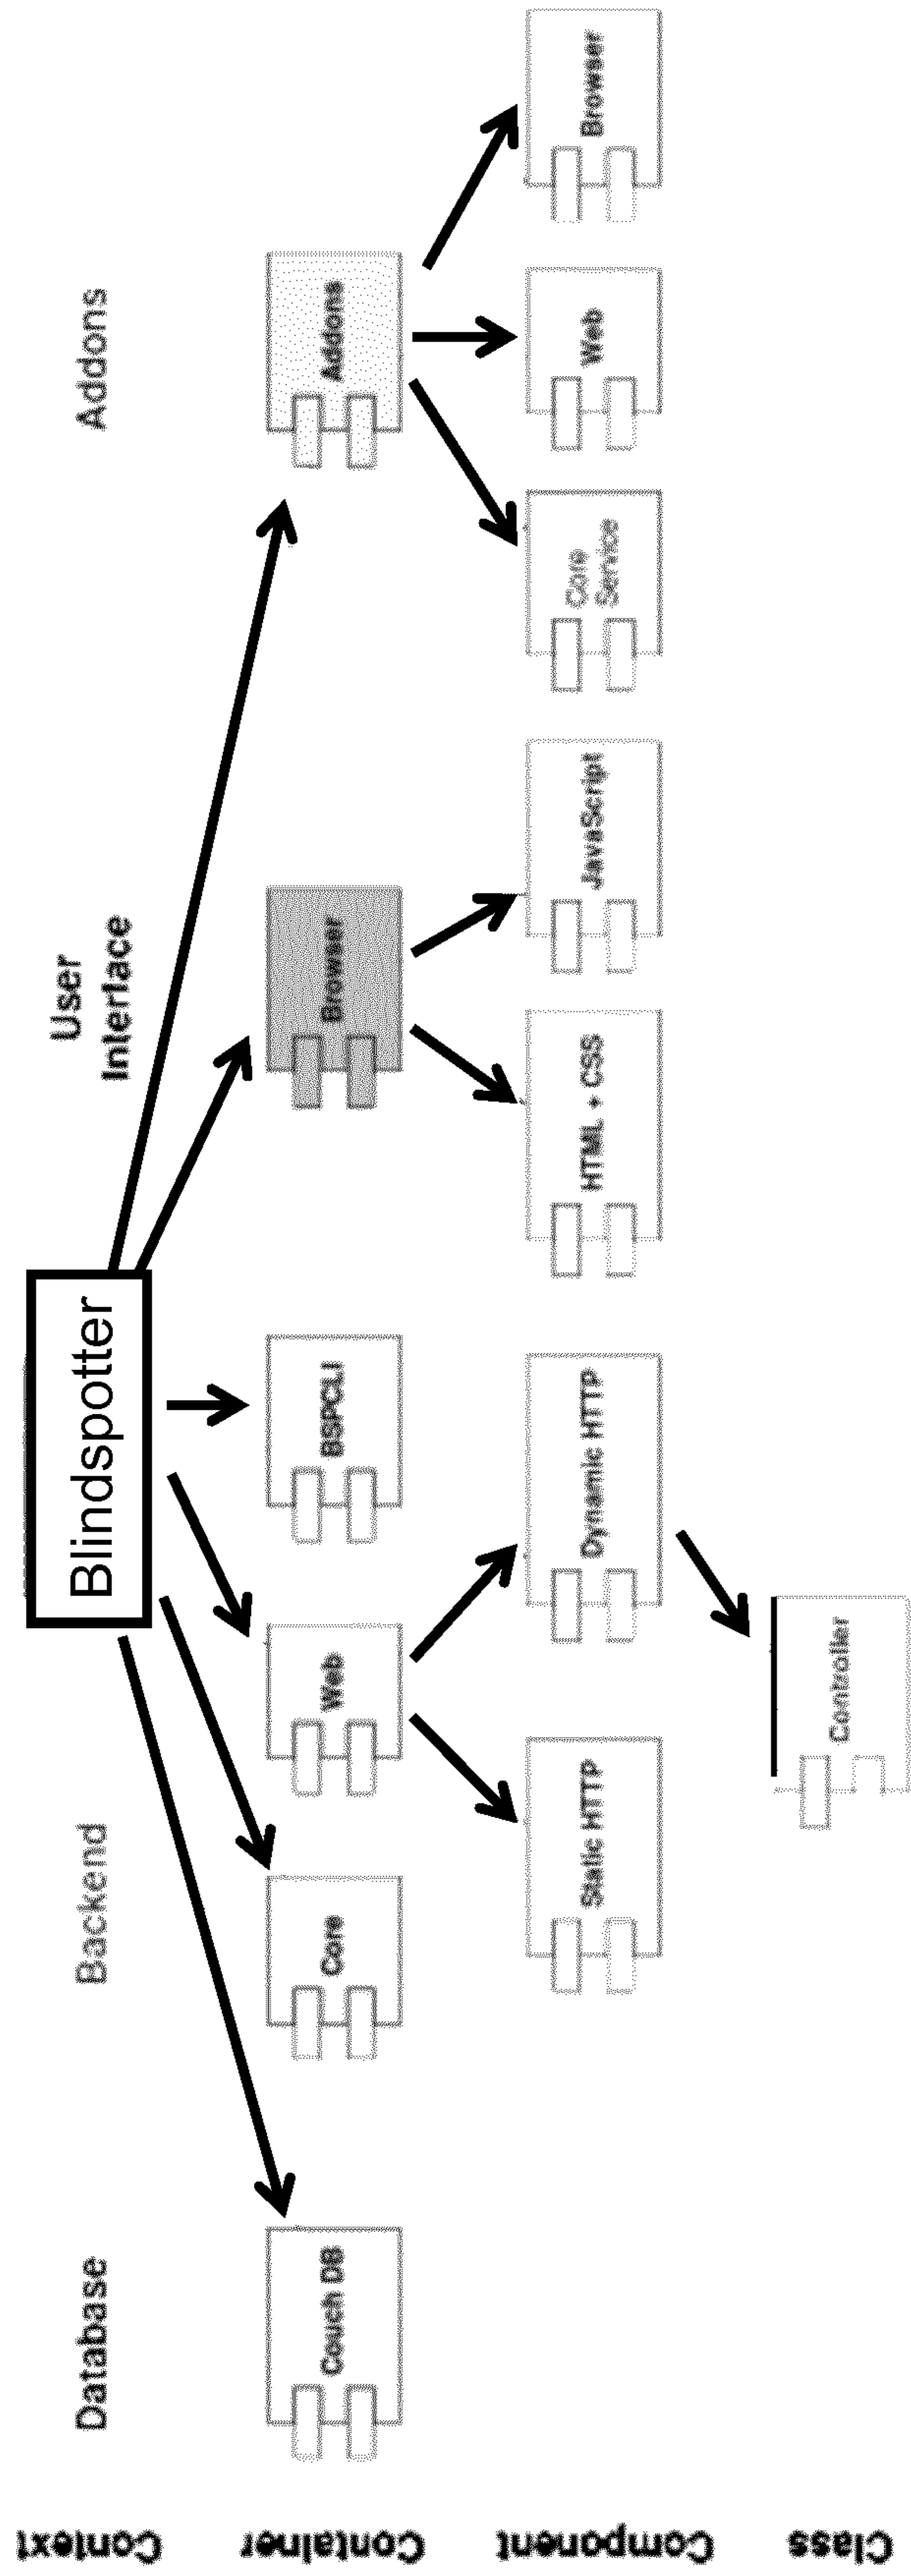 Context
Database
Backend
Blindspotter
User
Interlace
Addons
Container
Couch DB
Core
Web
BSPCLI
Browser
Addons
Component
Static HTTP
Dynamic HTTP
HTML + CSS
JavaScript
Core
Service
Web
Browser
Class
Controller